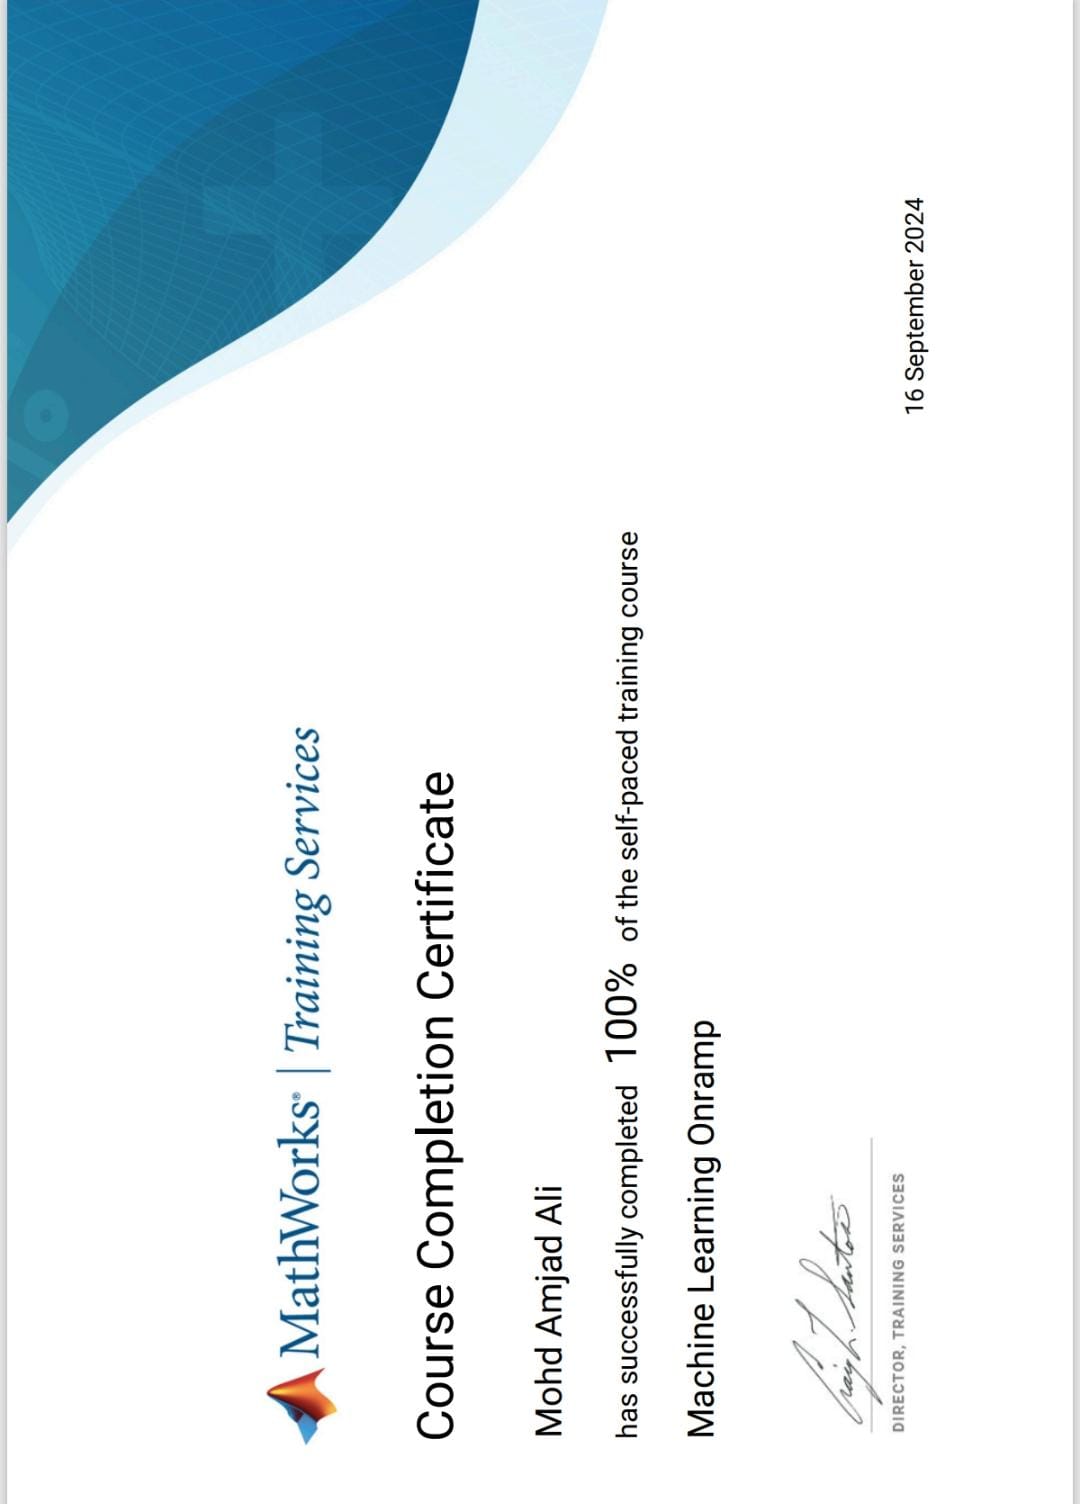 MathWorks® | Training Services
Course Completion Certificate
Mohd Amjad Ali
has successfully completed 100% of the self-paced training course
Machine Learning Onramp
DIRECTOR, TRAINING SERVICES
16 September 2024